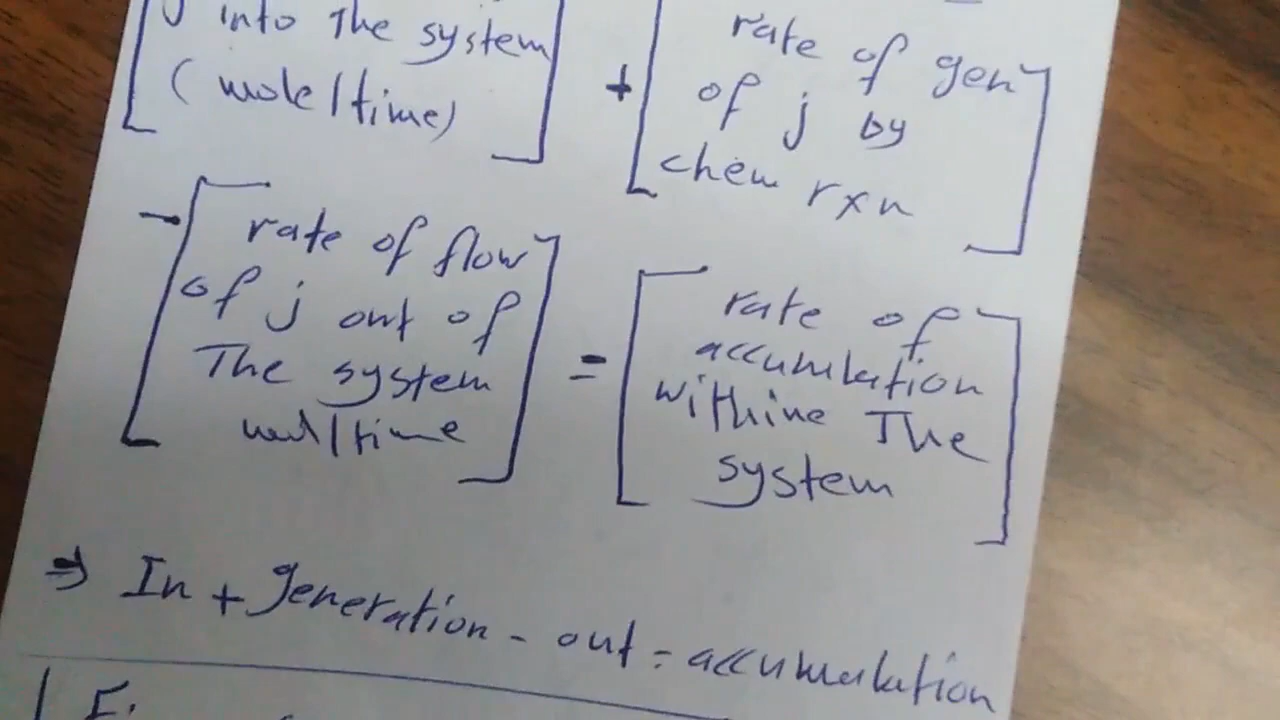 j into The system
(mole/time)
+
rate of gen
of j by
chem rxn
-
rate of flow
of j out of
The system
mol/time
=
rate of
accumlation
withine The
system
⇒ In + generation - out = accumulation